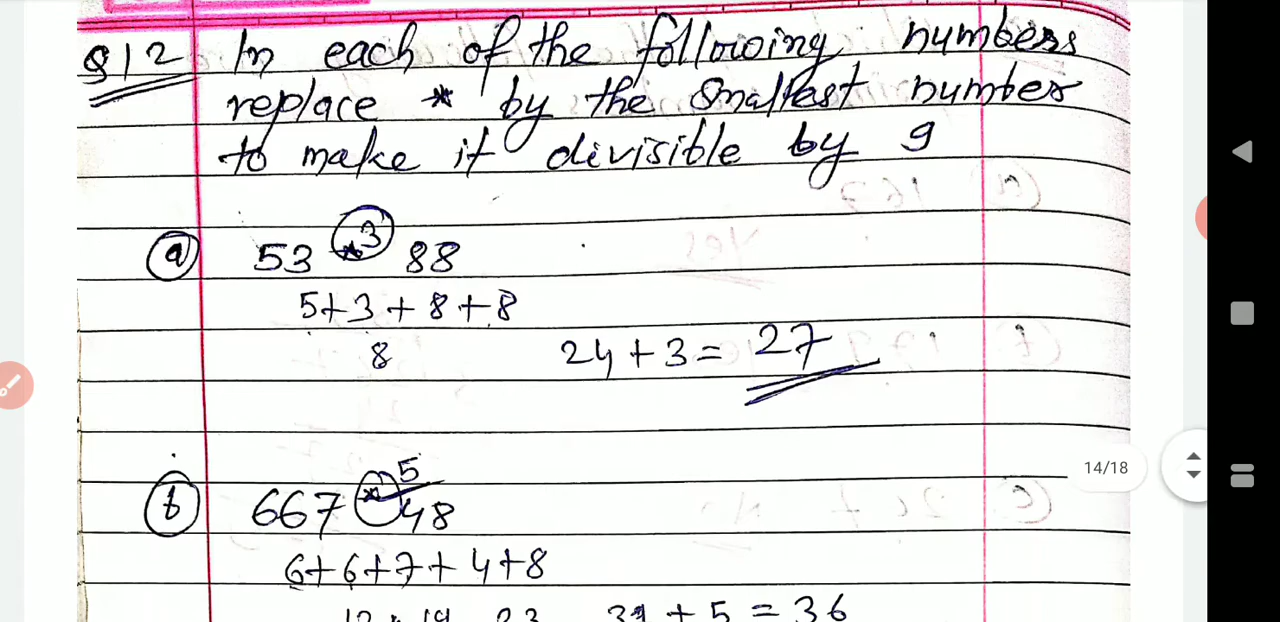 Q12 In each of the following numbers
replace * by the smallest number
to make it divisible by 9
(a) 53 * 3 88
5+3+8+8
8 24+3= 27
(b) 667 * 5 48
14/18
6+6+7+4+8
+ 5 = 36